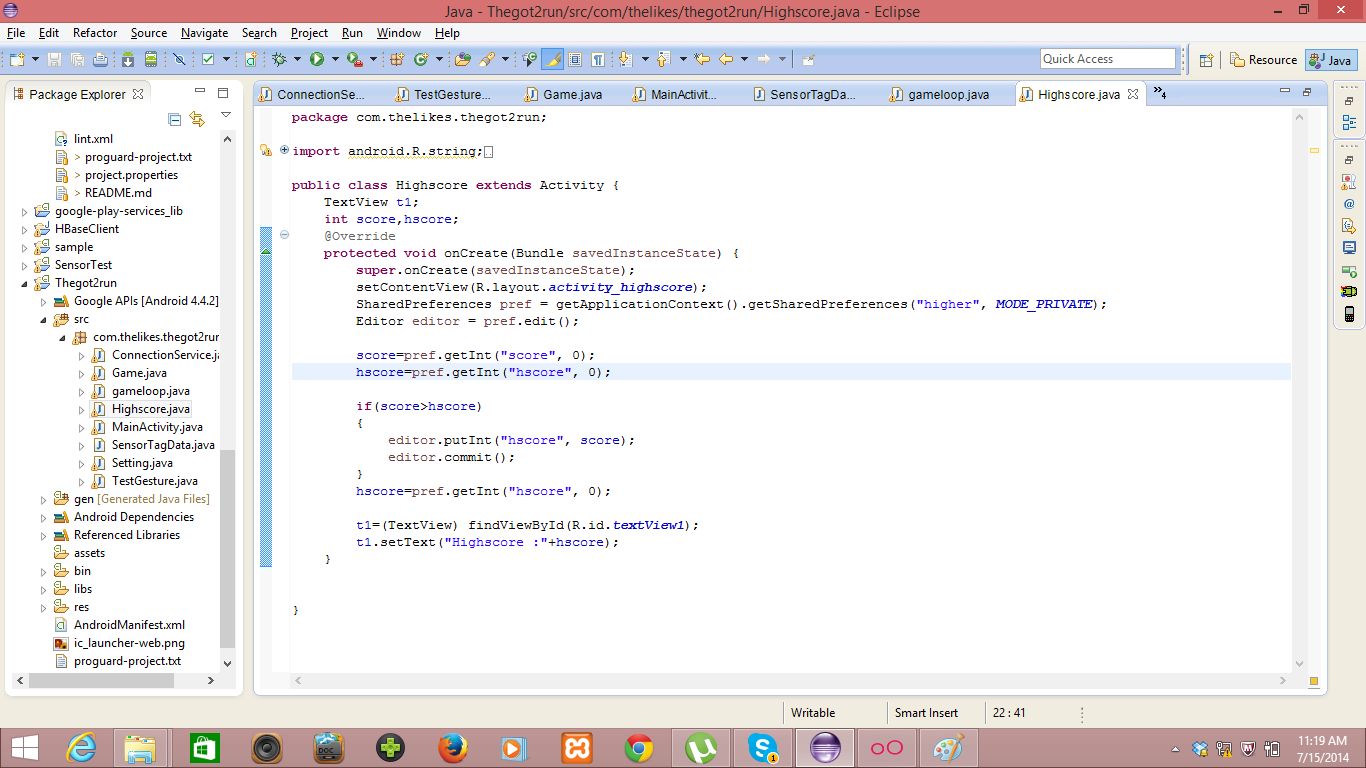 Java - Thegot2run/src/com/thelikes/thegot2run/Highscore.java - Eclipse
File Edit Refactor Source Navigate Search Project Run Window Help
Quick Access
Resource
Java
Package Explorer
ConnectionSe...
TestGesture...
Game.java
MainActivit...
SensorTagDa...
gameloop.java
Highscore.java
»4
lint.xml
> proguard-project.txt
> project.properties
> README.md
google-play-services_lib
HBaseClient
sample
SensorTest
Thegot2run
Google APIs [Android 4.4.2]
src
com.thelikes.thegot2run
ConnectionService.ja
Game.java
gameloop.java
Highscore.java
MainActivity.java
SensorTagData.java
Setting.java
TestGesture.java
gen [Generated Java Files]
Android Dependencies
Referenced Libraries
assets
bin
libs
res
AndroidManifest.xml
ic_launcher-web.png
proguard-project.txt
package com.thelikes.thegot2run;
import android.R.string;
public class Highscore extends Activity {
TextView t1;
int score,hscore;
@Override
protected void onCreate(Bundle savedInstanceState) {
super.onCreate(savedInstanceState);
setContentView(R.layout.activity_highscore);
SharedPreferences pref = getApplicationContext().getSharedPreferences("higher", MODE_PRIVATE);
Editor editor = pref.edit();
score=pref.getInt("score", 0);
hscore=pref.getInt("hscore", 0);
if(score>hscore)
{
editor.putInt("hscore", score);
editor.commit();
}
hscore=pref.getInt("hscore", 0);
t1=(TextView) findViewById(R.id.textView1);
t1.setText("Highscore :"+hscore);
}
}
Writable
Smart Insert
22 : 41
DOC
1
11:19 AM
7/15/2014